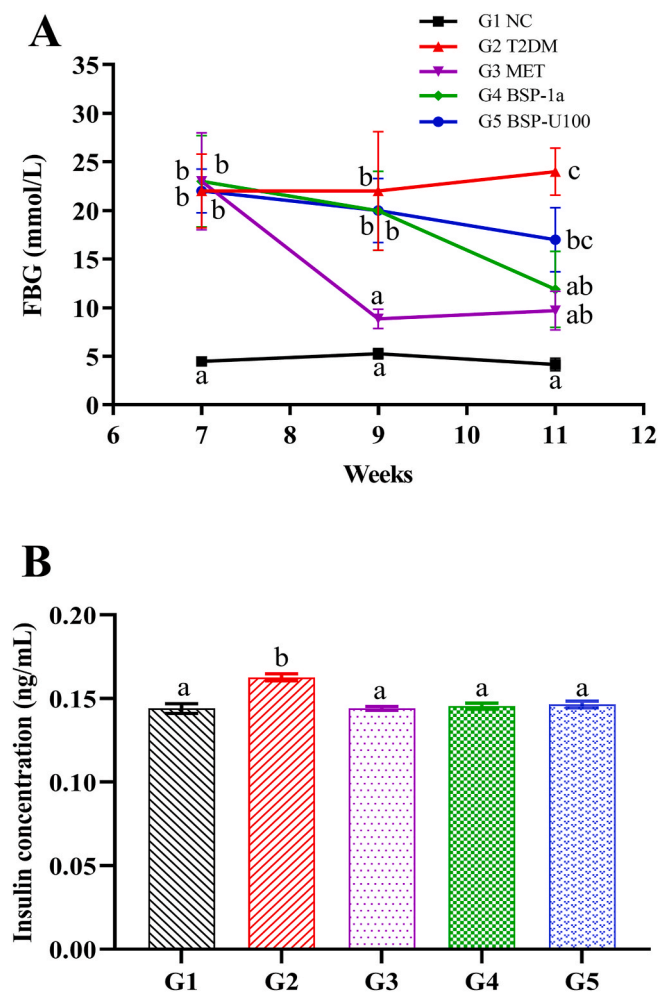 A
G1 NC
G2 T2DM
G3 MET
G4 BSP-1a
G5 BSP-U100
FBG (mmol/L)
35
30
25
20
15
10
5
0
b b
b b
a
b
b b
a
a
c
bc
ab
ab
a
6 7 8 9 10 11 12
Weeks
B
Insulin concentration (ng/mL)
0.20
0.15
0.10
0.05
0.00
a b a a a
G1 G2 G3 G4 G5